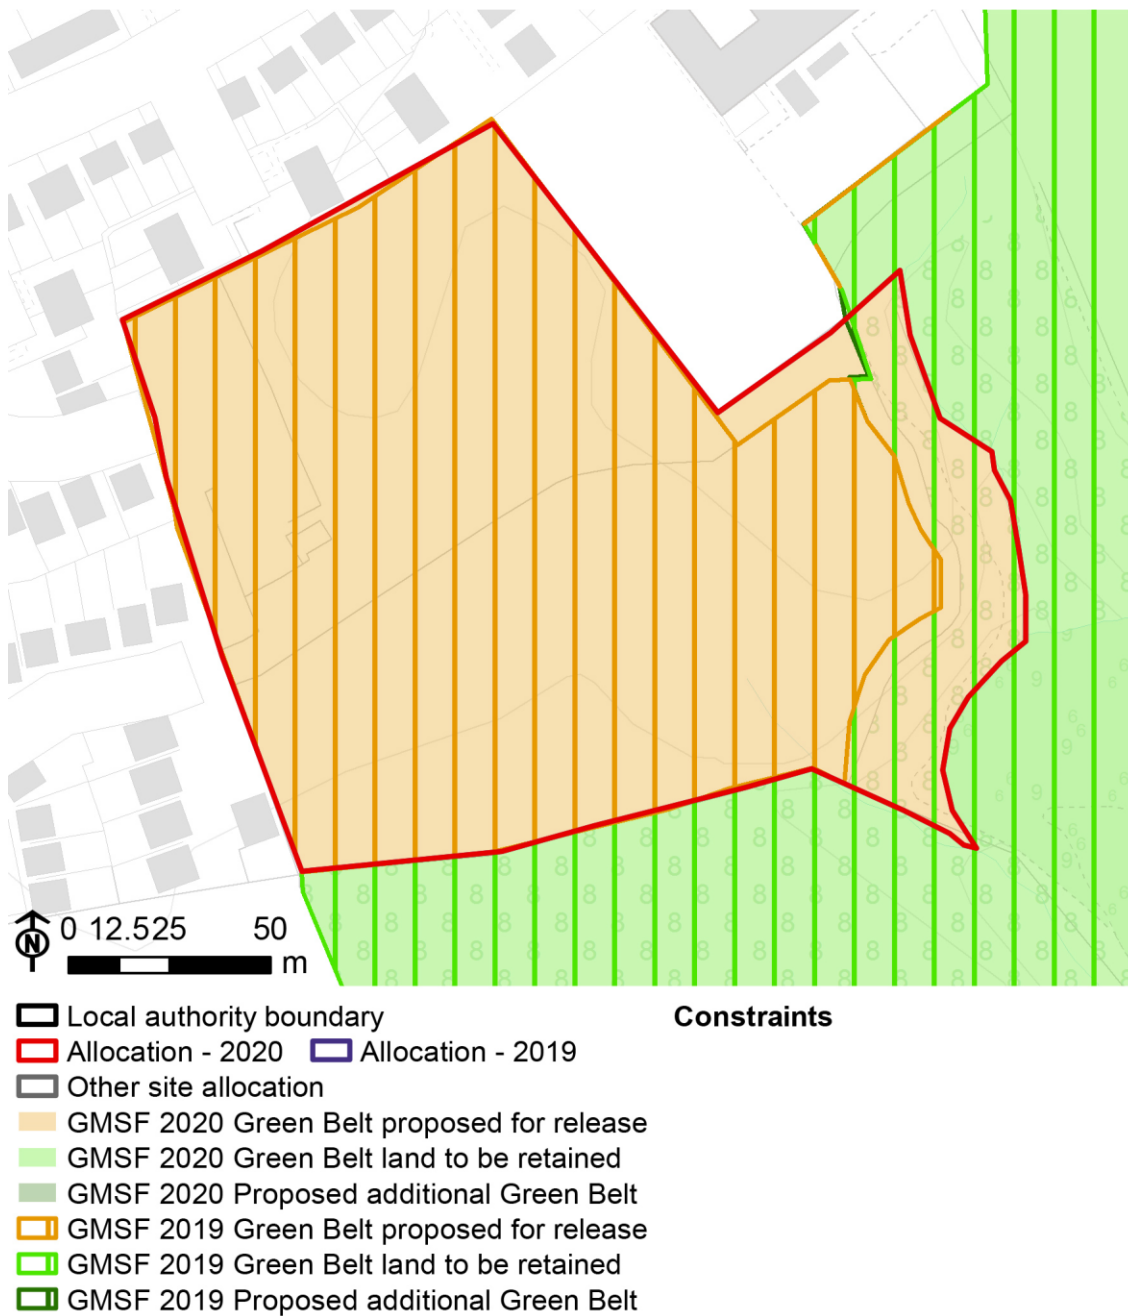 N
0 12.525 50
m
Local authority boundary
Constraints
Allocation - 2020 Allocation - 2019
Other site allocation
GMSF 2020 Green Belt proposed for release
GMSF 2020 Green Belt land to be retained
GMSF 2020 Proposed additional Green Belt
GMSF 2019 Green Belt proposed for release
GMSF 2019 Green Belt land to be retained
GMSF 2019 Proposed additional Green Belt